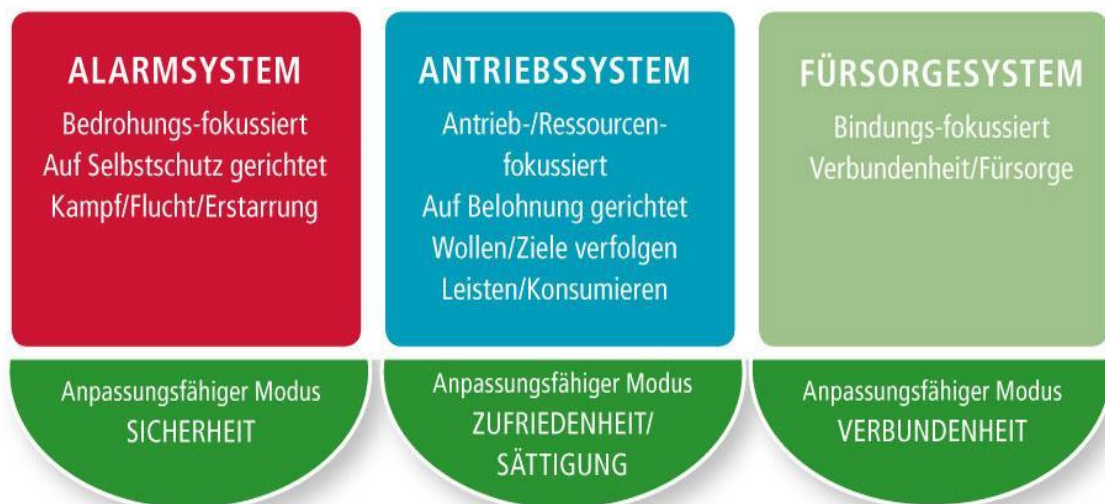 ALARMSYSTEM
Bedrohungs-fokussiert
Auf Selbstschutz gerichtet
Kampf/Flucht/Erstarrung
Anpassungsfähiger Modus
SICHERHEIT
ANTRIEBSSYSTEM
Antrieb-/Ressourcen-
fokussiert
Auf Belohnung gerichtet
Wollen/Ziele verfolgen
Leisten/Konsumieren
Anpassungsfähiger Modus
ZUFRIEDENHEIT/
SÄTTIGUNG
FÜRSORGESYSTEM
Bindungs-fokussiert
Verbundenheit/Fürsorge
Anpassungsfähiger Modus
VERBUNDENHEIT